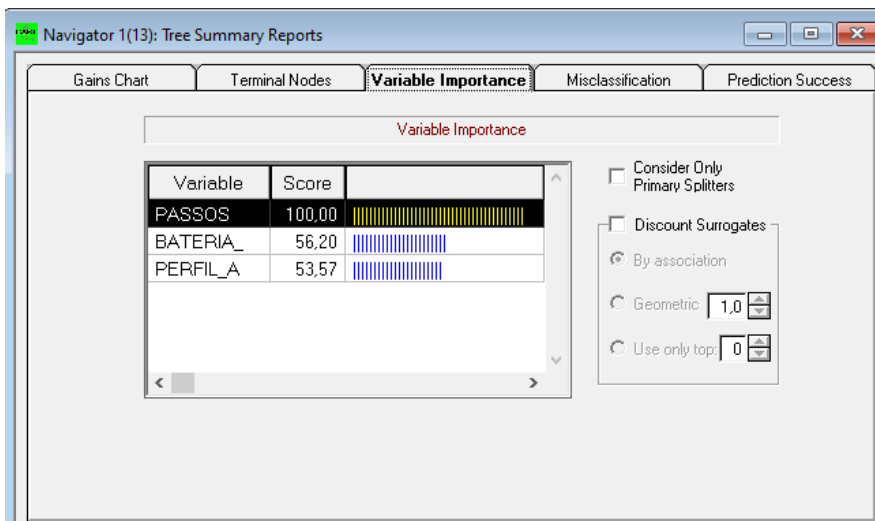 Navigator 1(13): Tree Summary Reports
Gains Chart Terminal Nodes Variable Importance Misclassification Prediction Success
Variable Importance
Variable Score
PASSOS 100,00
BATERIA_ 56,20
PERFIL_A 53,57
Consider Only
Primary Splitters
Discount Surrogates
By association
Geometric 1,0
Use only top: 0